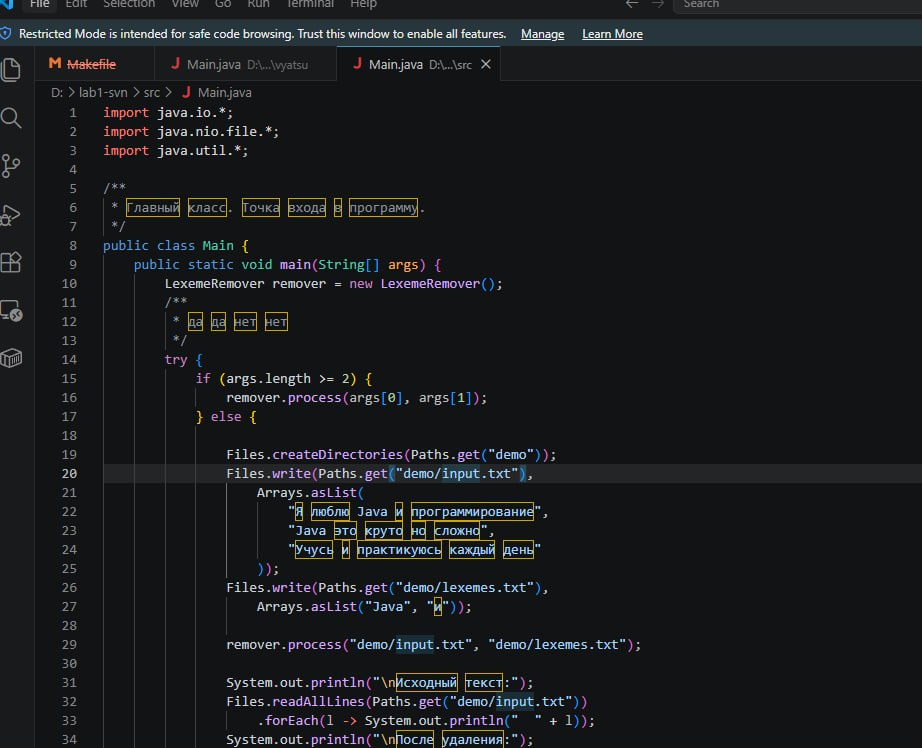 File Edit Selection View Go Run Terminal Help Search
Restricted Mode is intended for safe code browsing. Trust this window to enable all features. Manage Learn More
Makefile Main.java D:\...\vyatsu Main.java D:\...\src
D: > lab1-svn > src > Main.java
1 import java.io.*;
2 import java.nio.file.*;
3 import java.util.*;
4
5 /**
6 * Главный класс. Точка входа в программу.
7 */
8 public class Main {
9 public static void main(String[] args) {
10 LexemeRemover remover = new LexemeRemover();
11 /**
12 * да да нет нет
13 */
14 try {
15 if (args.length >= 2) {
16 remover.process(args[0], args[1]);
17 } else {
18
19 Files.createDirectories(Paths.get("demo"));
20 Files.write(Paths.get("demo/input.txt"),
21 Arrays.asList(
22 "Я люблю Java и программирование",
23 "Java это круто но сложно",
24 "Учусь и практикуюсь каждый день"
25 ));
26 Files.write(Paths.get("demo/lexemes.txt"),
27 Arrays.asList("Java", "и"));
28
29 remover.process("demo/input.txt", "demo/lexemes.txt");
30
31 System.out.println("\nИсходный текст:");
32 Files.readAllLines(Paths.get("demo/input.txt"))
33 .forEach(l -> System.out.println("  " + l));
34 System.out.println("\nПосле удаления:");